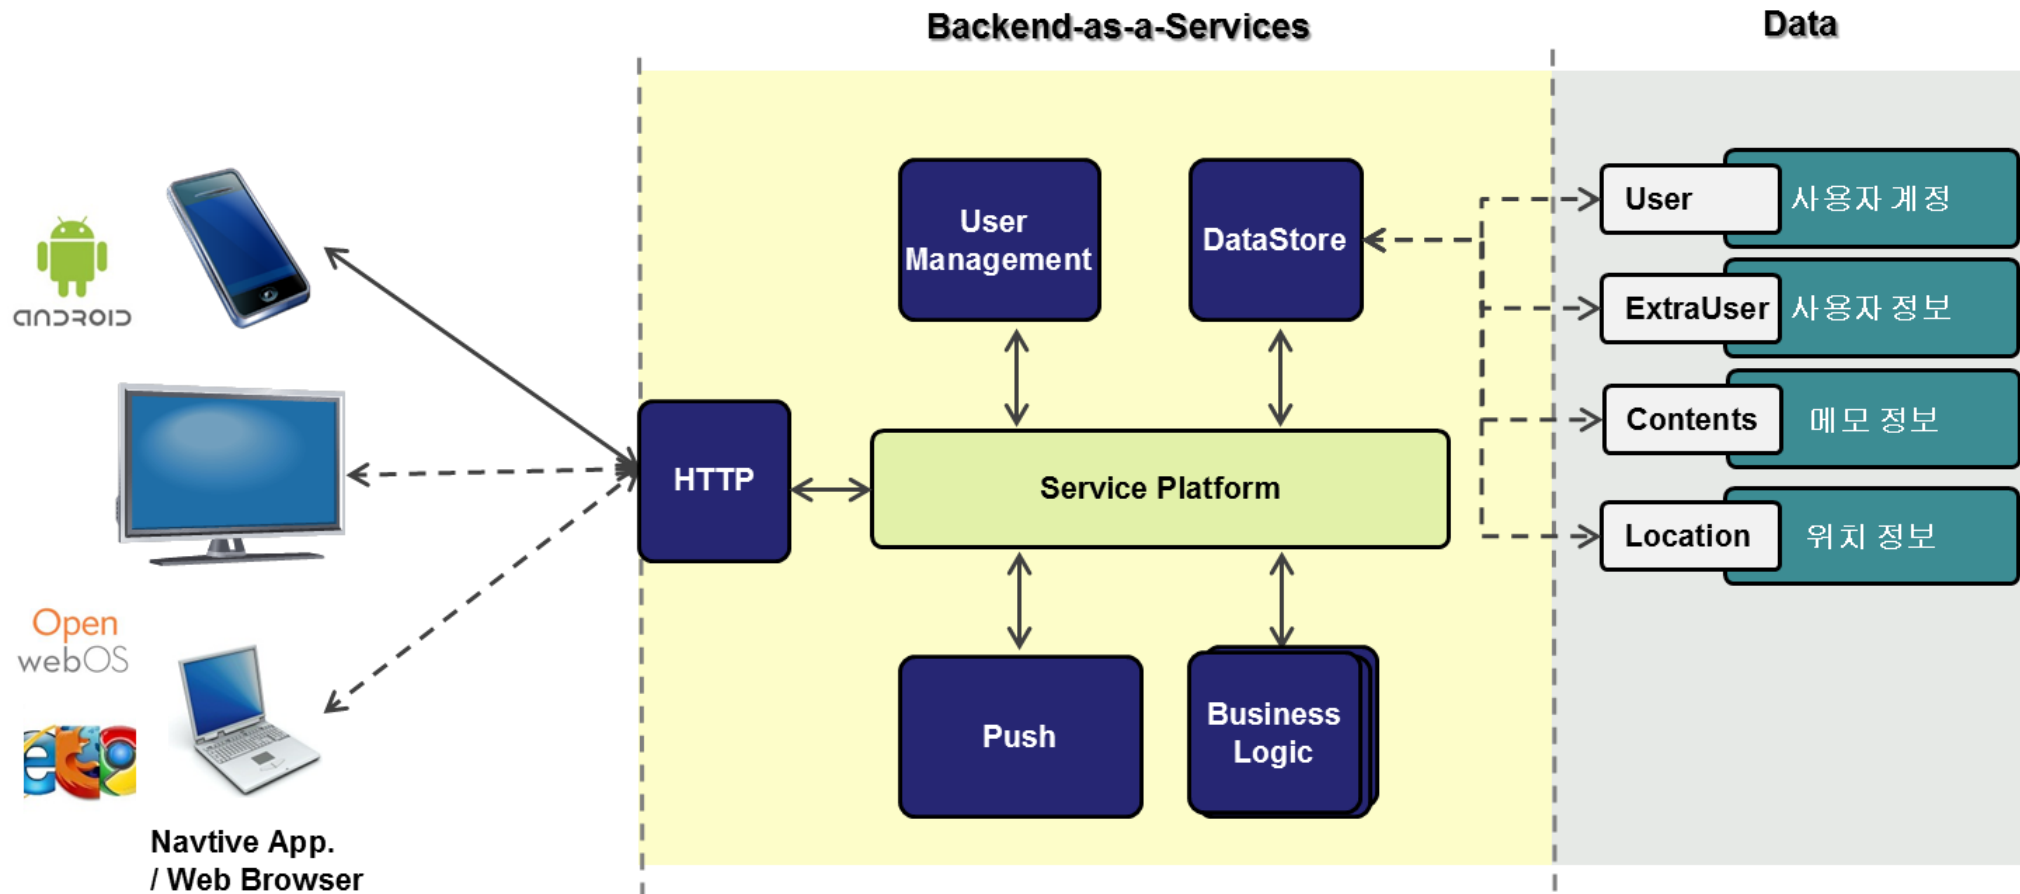 Backend-as-a-Services
Data
User
Management
DataStore
User
사용자 계정
ANDROID
ExtraUser
사용자 정보
Contents
메모 정보
HTTP
Service Platform
Location
위치 정보
Open
webOS
Push
Business
Logic
Navtive App.
/ Web Browser